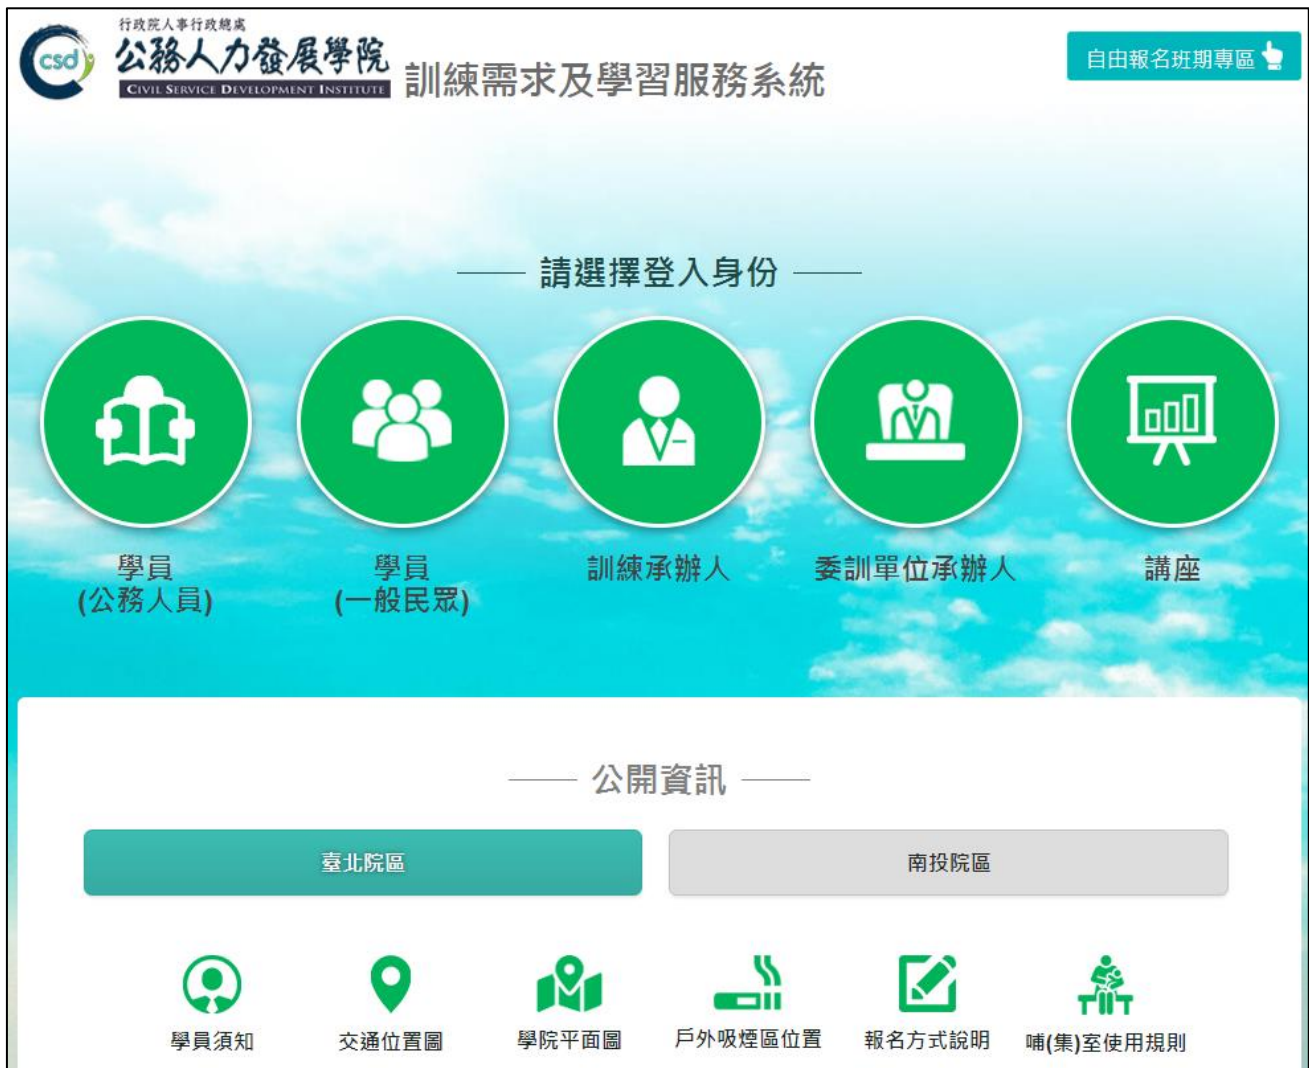 行政院人事行政總處
csd
公務人力發展學院
CIVIL SERVICE DEVELOPMENT INSTITUTE
訓練需求及學習服務系統
自由報名班期專區
請選擇登入身份
學員
(公務人員)
學員
(一般民眾)
訓練承辦人
委訓單位承辦人
講座
公開資訊
臺北院區
南投院區
學員須知
交通位置圖
學院平面圖
戶外吸煙區位置
報名方式說明
哺(集)室使用規則